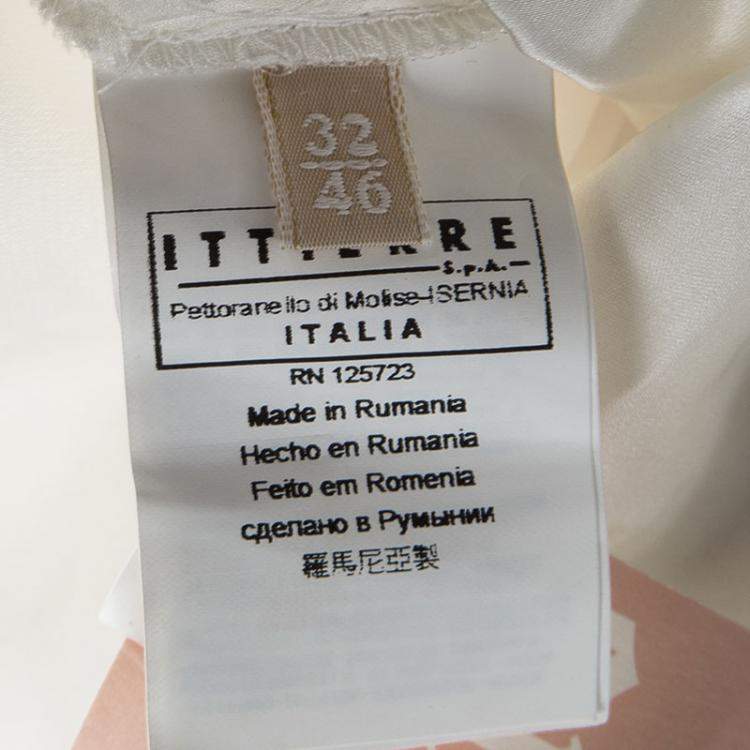 32
46
ITTIERRE
S.p.A.
Pettoranello di Molise-ISERNIA
ITALIA
RN 125723
Made in Rumania
Hecho en Rumania
Feito em Romenia
сделано в Румынии
羅馬尼亞製